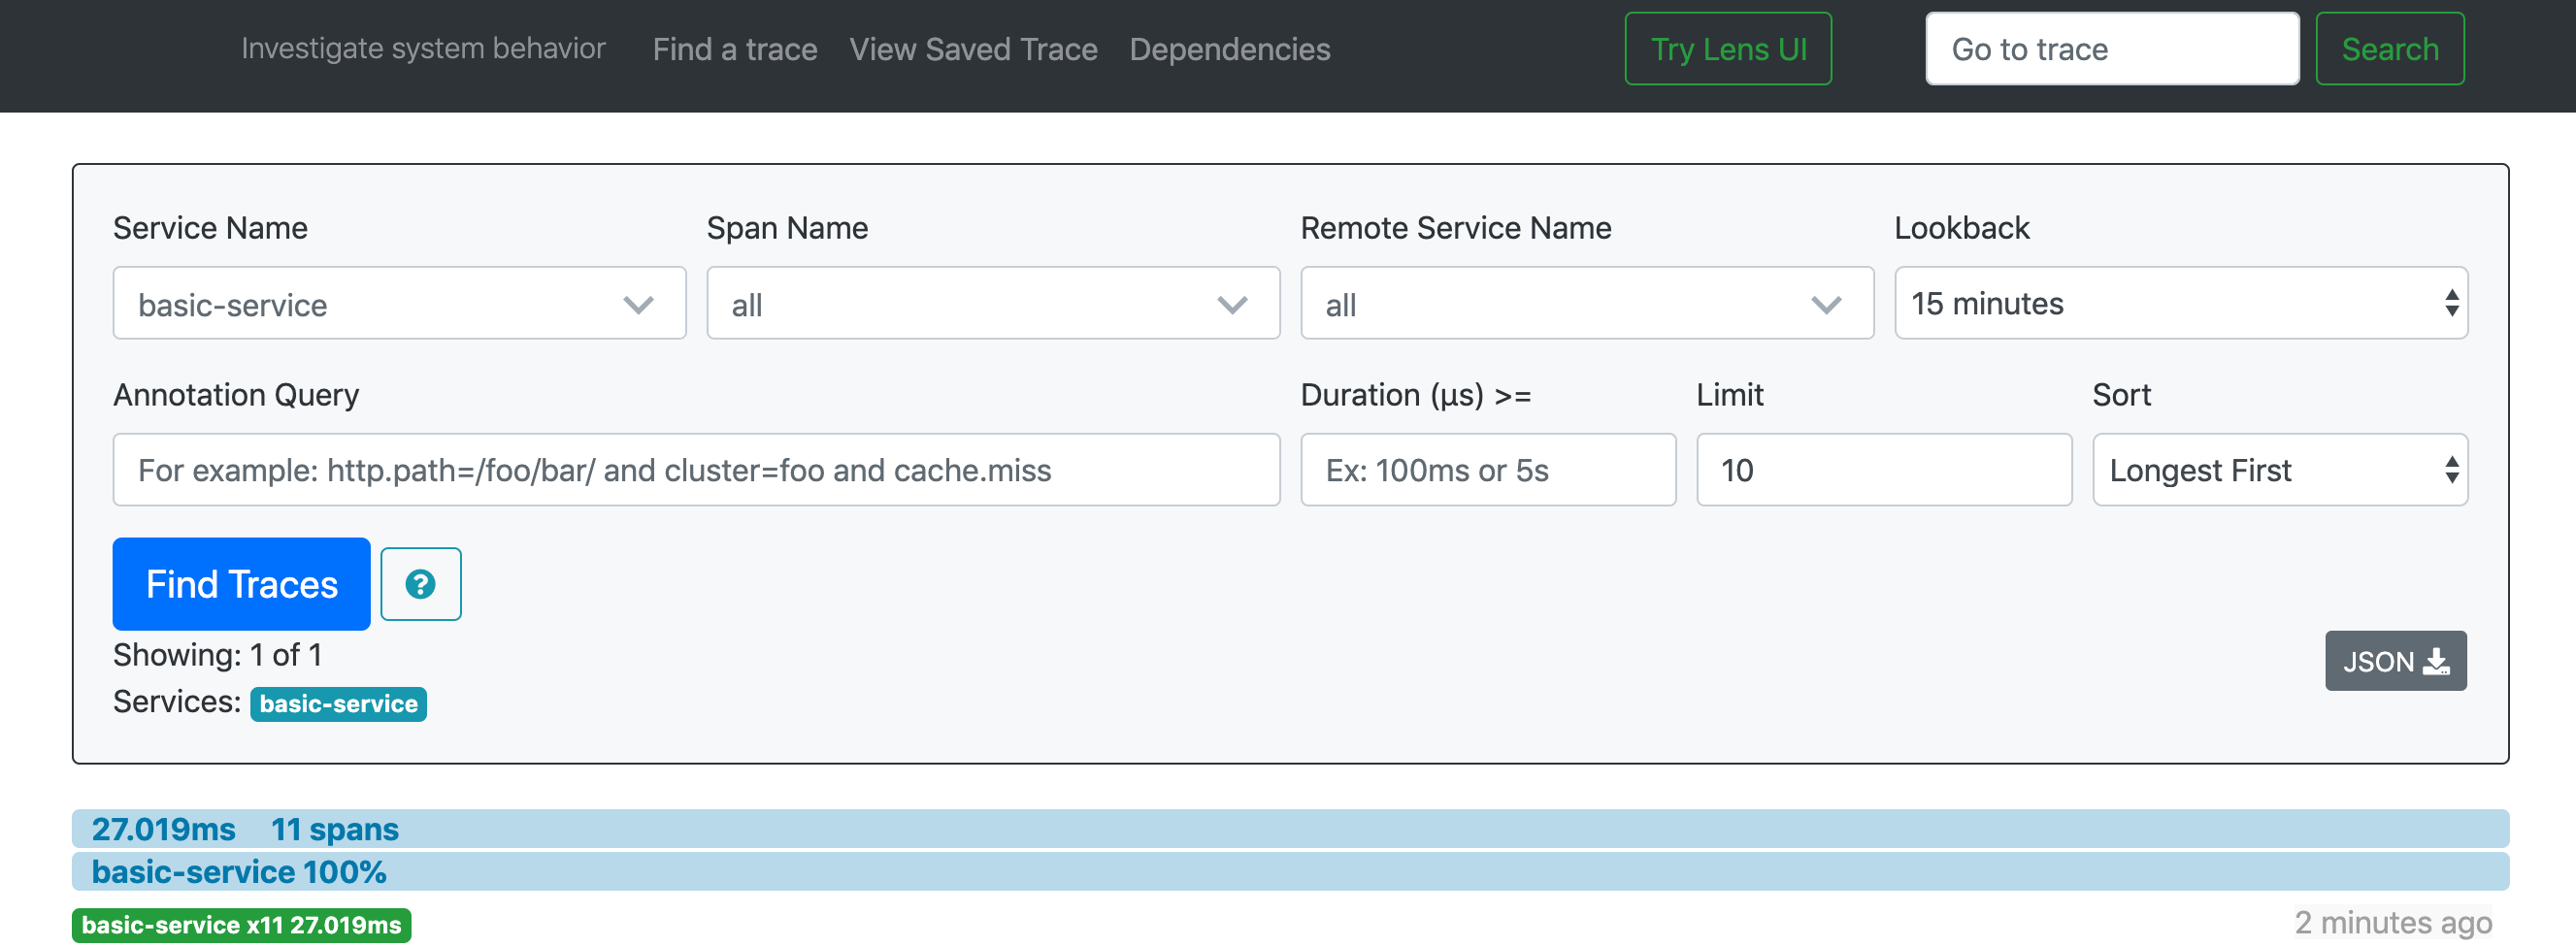 Investigate system behavior Find a trace View Saved Trace Dependencies Try Lens UI Go to trace Search
Service Name Span Name Remote Service Name Lookback
basic-service all all 15 minutes
Annotation Query Duration (μs) >= Limit Sort
For example: http.path=/foo/bar/ and cluster=foo and cache.miss Ex: 100ms or 5s 10 Longest First
Find Traces ?
Showing: 1 of 1
JSON
Services: basic-service
27.019ms 11 spans
basic-service 100%
basic-service x11 27.019ms 2 minutes ago